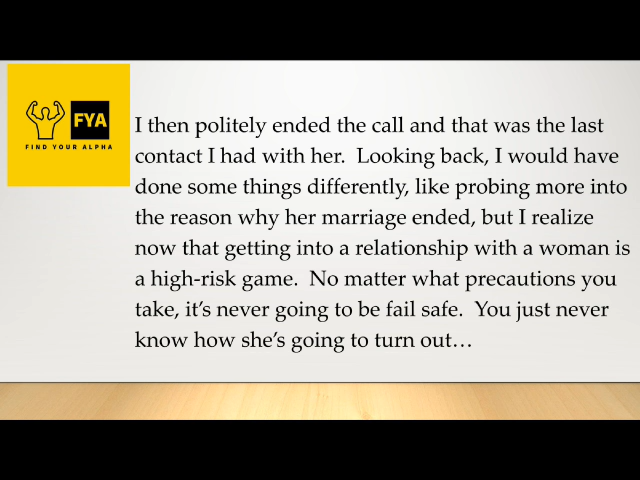 FYA
FIND YOUR ALPHA
I then politely ended the call and that was the last
contact I had with her.  Looking back, I would have
done some things differently, like probing more into
the reason why her marriage ended, but I realize
now that getting into a relationship with a woman is
a high-risk game.  No matter what precautions you
take, it’s never going to be fail safe.  You just never
know how she’s going to turn out…